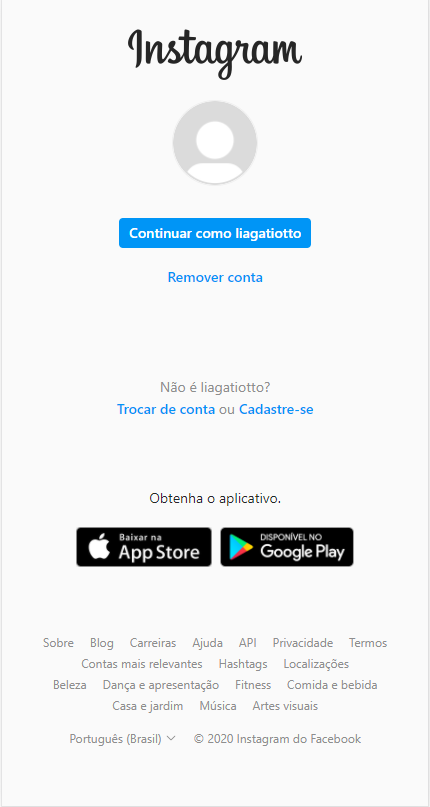 Instagram
Continuar como liagatiotto
Remover conta
Não é liagatiotto?
Trocar de conta ou Cadastre-se
Obtenha o aplicativo.
Baixar na
App Store
DISPONÍVEL NO
Google Play
Sobre Blog Carreiras Ajuda API Privacidade Termos
Contas mais relevantes Hashtags Localizações
Beleza Dança e apresentação Fitness Comida e bebida
Casa e jardim Música Artes visuais
Português (Brasil) © 2020 Instagram do Facebook